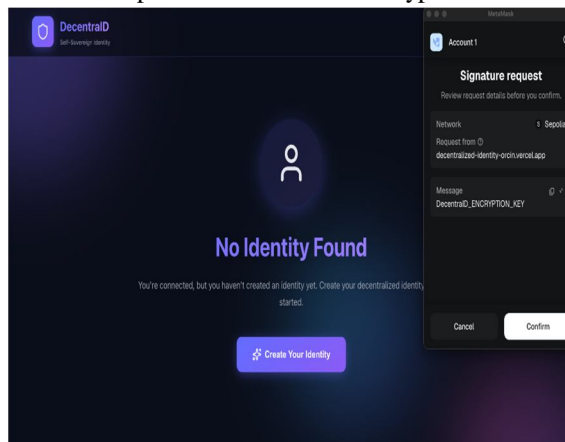 DecentraID
Self-Sovereign Identity
No Identity Found
You're connected, but you haven't created an identity yet. Create your decentralized identity
started.
Create Your Identity
MetaMask
Account 1
Signature request
Review request details before you confirm.
Network
S Sepolia
Request from
decentralized-identity-orcin.vercel.app
Message
DecentraID_ENCRYPTION_KEY
Cancel
Confirm